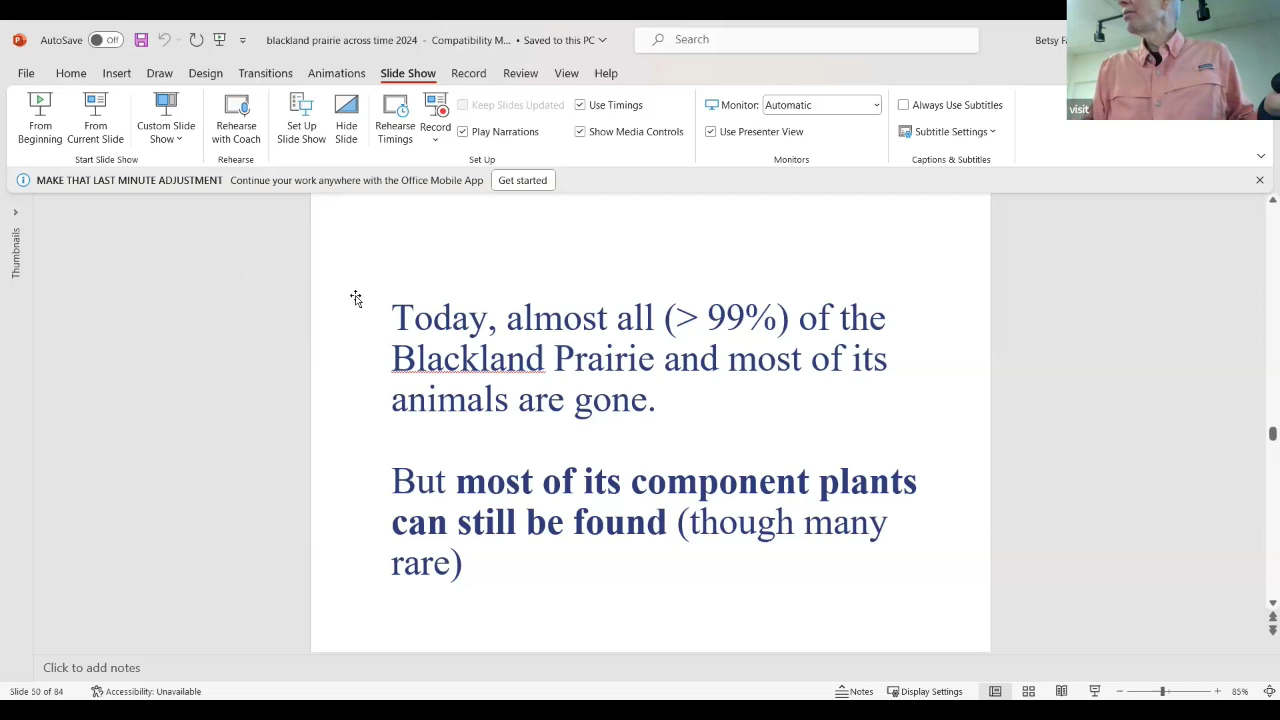 AutoSave Off blackland prairie across time 2024 - Compatibility M... • Saved to this PC Search Betsy
File Home Insert Draw Design Transitions Animations Slide Show Record Review View Help
visit
From Beginning
From Current Slide
Custom Slide Show
Rehearse with Coach
Set Up Slide Show
Hide Slide
Rehearse Timings
Record
Keep Slides Updated
Play Narrations
Use Timings
Show Media Controls
Monitor: Automatic
Use Presenter View
Always Use Subtitles
Subtitle Settings
Start Slide Show Rehearse Set Up Monitors Captions & Subtitles
MAKE THAT LAST MINUTE ADJUSTMENT Continue your work anywhere with the Office Mobile App Get started
Thumbnails
Today, almost all (> 99%) of the
Blackland Prairie and most of its
animals are gone.
But most of its component plants
can still be found (though many
rare)
Click to add notes
Slide 50 of 84 Accessibility: Unavailable Notes Display Settings 85%